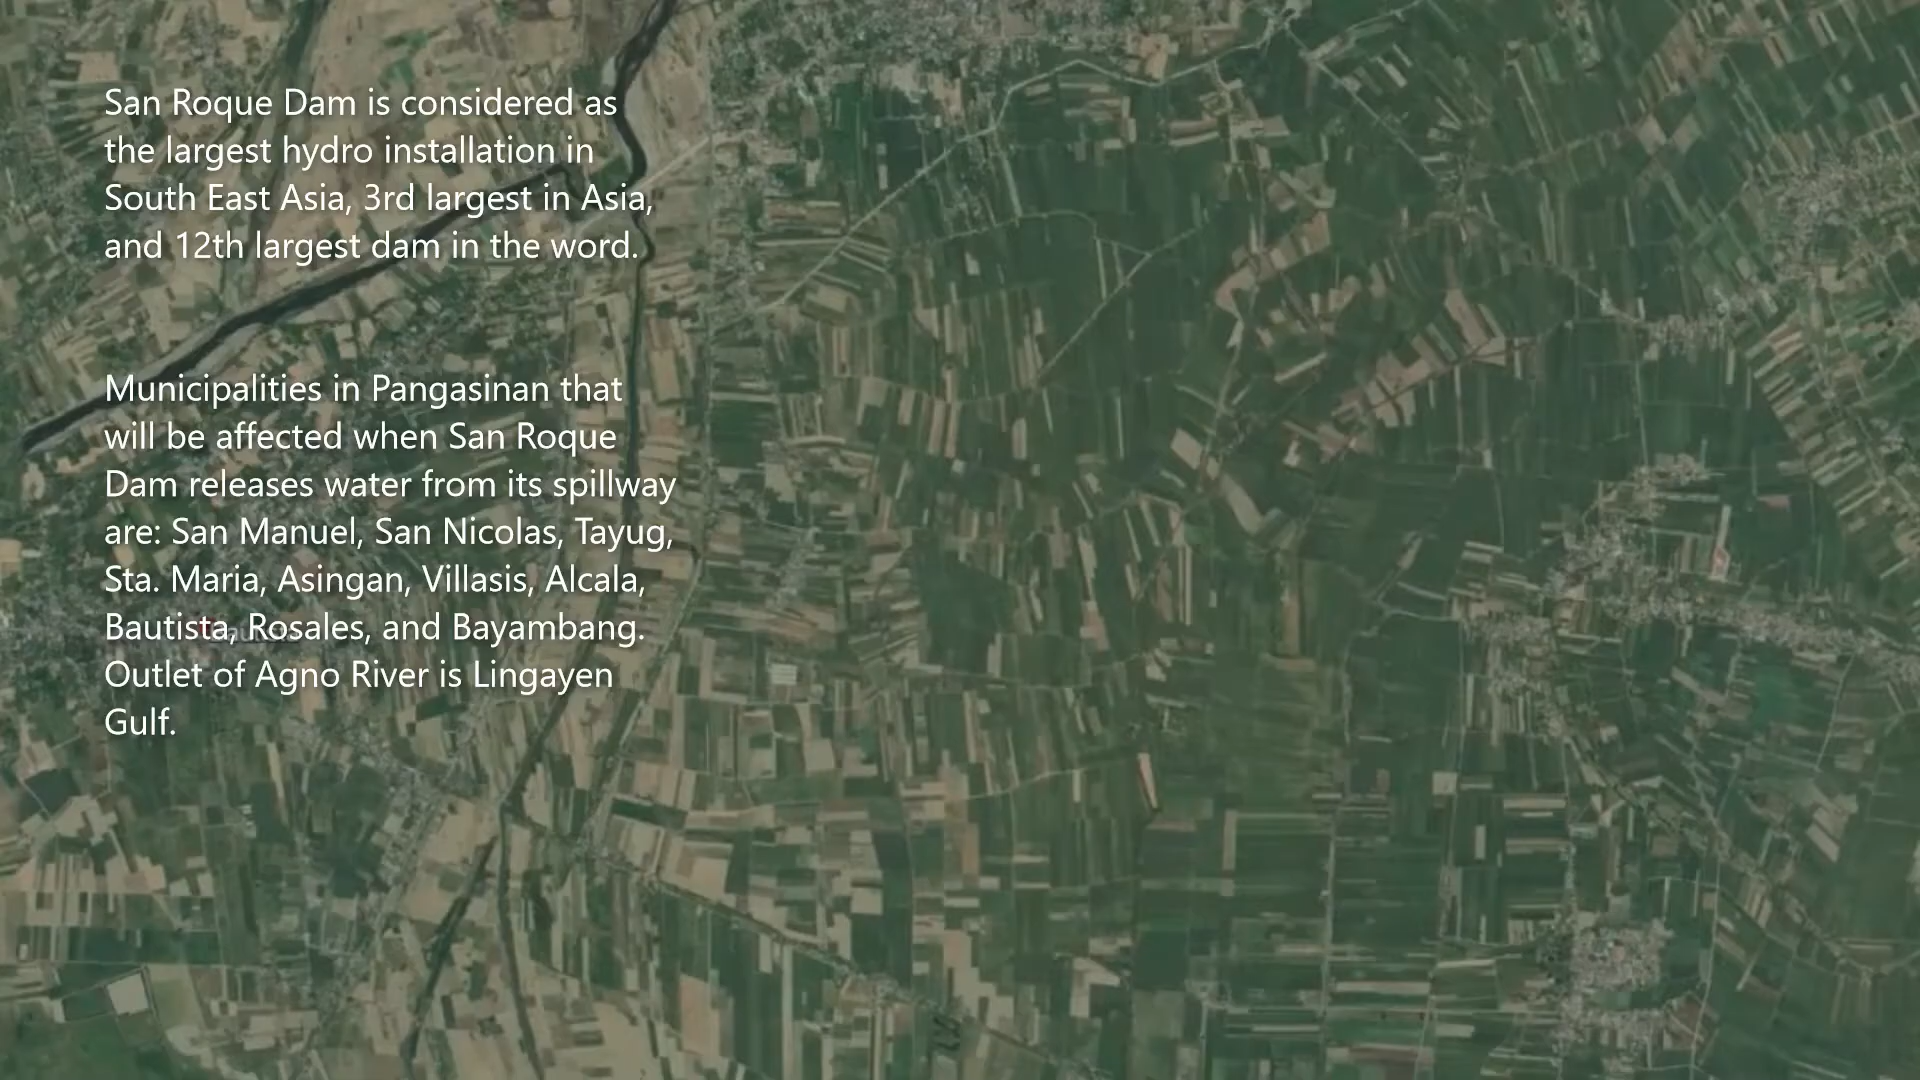 San Roque Dam is considered as
the largest hydro installation in
South East Asia, 3rd largest in Asia,
and 12th largest dam in the word.
Municipalities in Pangasinan that
will be affected when San Roque
Dam releases water from its spillway
are: San Manuel, San Nicolas, Tayug,
Sta. Maria, Asingan, Villasis, Alcala,
Bautista, Rosales, and Bayambang.
Outlet of Agno River is Lingayen
Gulf.